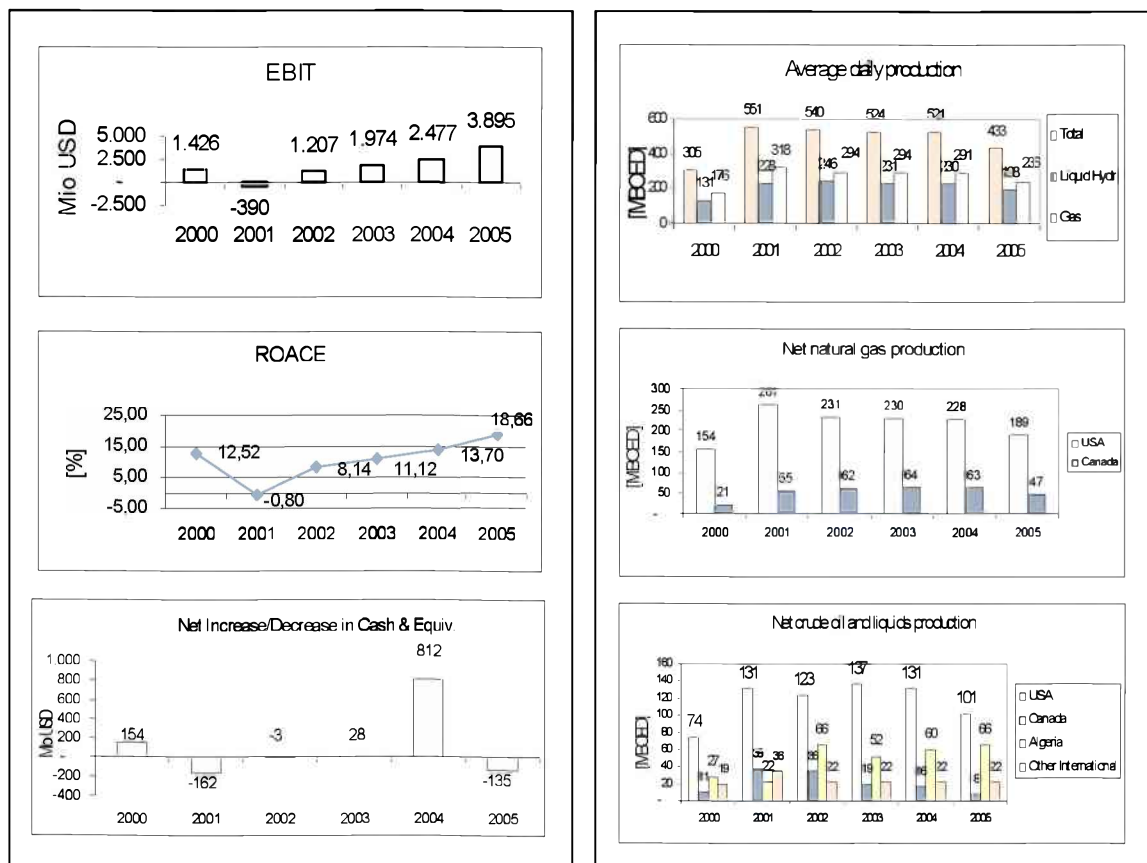 EBIT
Mio USD
5.000
2.500
-
-2.500
1.426
-390
1.207
1.974
2.477
3.895
2000 2001 2002 2003 2004 2005
ROACE
[%]
25,00
15,00
5,00
-5,00
12,52
-0,80
8,14
11,12
13,70
18,66
2000 2001 2002 2003 2004 2005
Net Increase/Decrease in Cash & Equiv.
1.000
800
600
400
200
-
-200
-400
154
-162
-3
28
812
-135
2000 2001 2002 2003 2004 2005
Average daily production
[MBOED]
600
400
200
0
305 131 176
551 318
540 246 294
524 231 294
521 230 291
433
2000 2001 2002 2003 2004 2005
Total
Liquid Hydr
Gas
Net natural gas production
[MBOED]
300
250
200
150
100
50
-
154 21
55
231 62
230 64
228 63
189 47
2000 2001 2002 2003 2004 2005
USA
Canada
Net crude oil and liquids production
[MBOED]
160
140
120
100
80
60
40
20
-
74 11 27 19
131 22
123 66 22
137 19 52 22
131 60 22
101 8 66 22
2000 2001 2002 2003 2004 2005
USA
Canada
Algeria
Other International